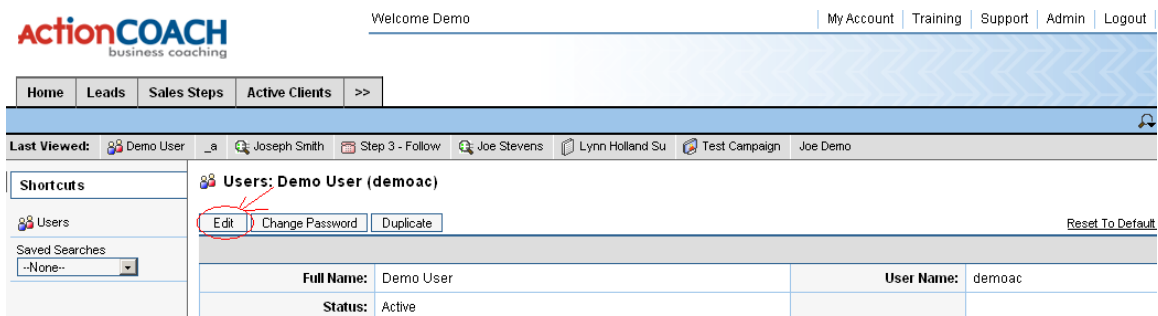 ActionCOACH
business coaching
Welcome Demo
My Account | Training | Support | Admin | Logout
Home Leads Sales Steps Active Clients >>
Last Viewed: Demo User _a Joseph Smith Step 3 - Follow Joe Stevens Lynn Holland Su Test Campaign Joe Demo
Shortcuts
Users
Saved Searches
--None--
Users: Demo User (demoac)
Edit Change Password Duplicate Reset To Default
Full Name: Demo User User Name: demoac
Status: Active